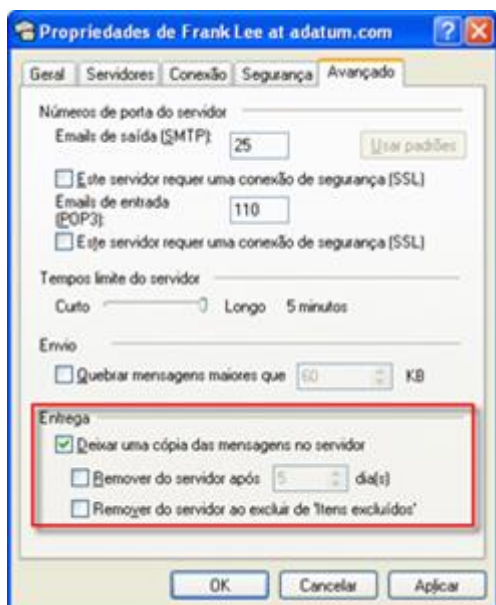 Propriedades de Frank Lee at adatum.com
Geral Servidores Conexão Segurança Avançado
Números de porta do servidor
Emails de saída (SMTP): 25 Usar padrões
Este servidor requer uma conexão de segurança (SSL)
Emails de entrada
(POP3): 110
Este servidor requer uma conexão de segurança (SSL)
Tempos limite do servidor
Curto Longo 5 minutos
Envio
Quebrar mensagens maiores que 60 KB
Entrega
Deixar uma cópia das mensagens no servidor
Remover do servidor após 5 dia(s)
Remover do servidor ao excluir de 'Itens excluídos'
OK Cancelar Aplicar